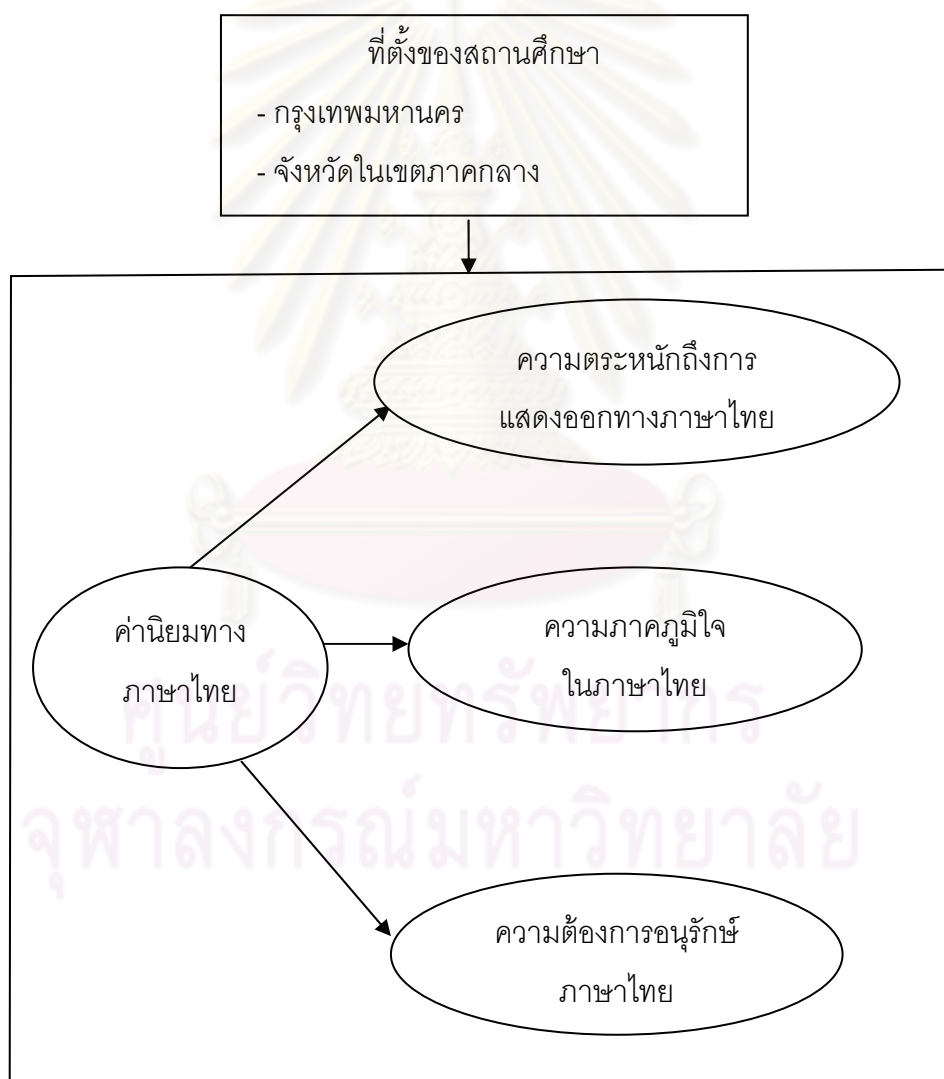 ที่ตั้งของสถานศึกษา
- กรุงเทพมหานคร
- จังหวัดในเขตภาคกลาง
ความตระหนักถึงการ
แสดงออกทางภาษาไทย
ค่านิยมทาง
ภาษาไทย
ความภาคภูมิใจ
ในภาษาไทย
ความต้องการอนุรักษ์
ภาษาไทย
ศูนย์วิทยทรัพยากร
จุฬาลงกรณ์มหาวิทยาลัย